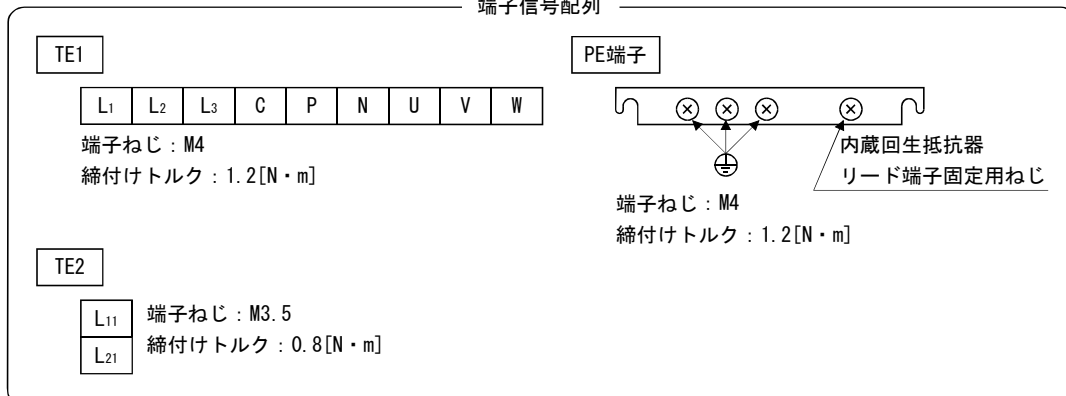 端子信号配列
TE1
L1 L2 L3 C P N U V W
端子ねじ：M4
締付けトルク：1.2[N・m]
PE端子
内蔵回生抵抗器
リード端子固定用ねじ
端子ねじ：M4
締付けトルク：1.2[N・m]
TE2
L11
L21
端子ねじ：M3.5
締付けトルク：0.8[N・m]